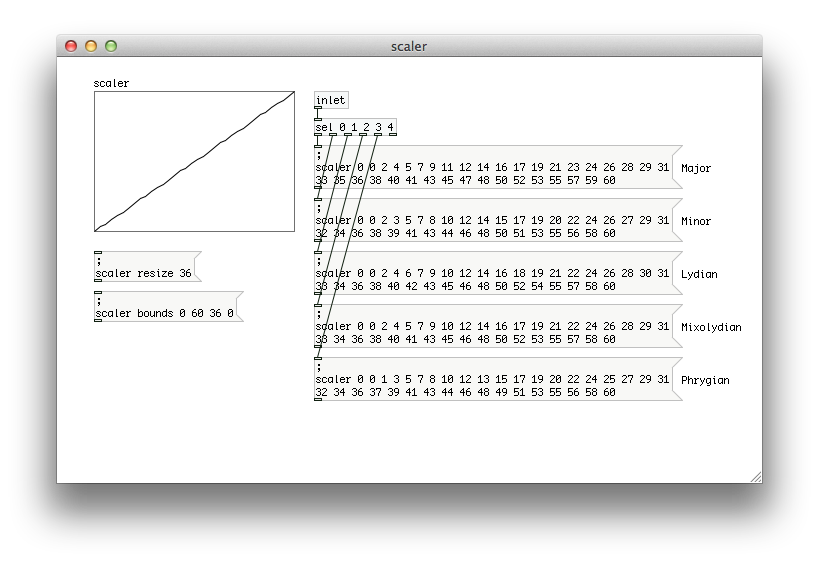 scaler
scaler
inlet
sel 0 1 2 3 4
;
scaler 0 0 2 4 5 7 9 11 12 14 16 17 19 21 23 24 26 28 29 31
33 35 36 38 40 41 43 45 47 48 50 52 53 55 57 59 60
Major
;
scaler 0 0 2 3 5 7 8 10 12 14 15 17 19 20 22 24 26 27 29 31
32 34 36 38 39 41 43 44 46 48 50 51 53 55 56 58 60
Minor
;
scaler resize 36
;
scaler 0 0 2 4 6 7 9 10 12 14 16 18 19 21 22 24 26 28 30 31
33 34 36 38 40 42 43 45 46 48 50 52 54 55 57 58 60
Lydian
;
scaler bounds 0 60 36 0
;
scaler 0 0 2 4 5 7 9 10 12 14 16 17 19 21 22 24 26 28 29 31
33 34 36 38 40 41 43 45 46 48 50 52 53 55 57 58 60
Mixolydian
;
scaler 0 0 1 3 5 7 8 10 12 13 15 17 19 20 22 24 25 27 29 31
32 34 36 37 39 41 43 44 46 48 49 51 53 55 56 58 60
Phrygian